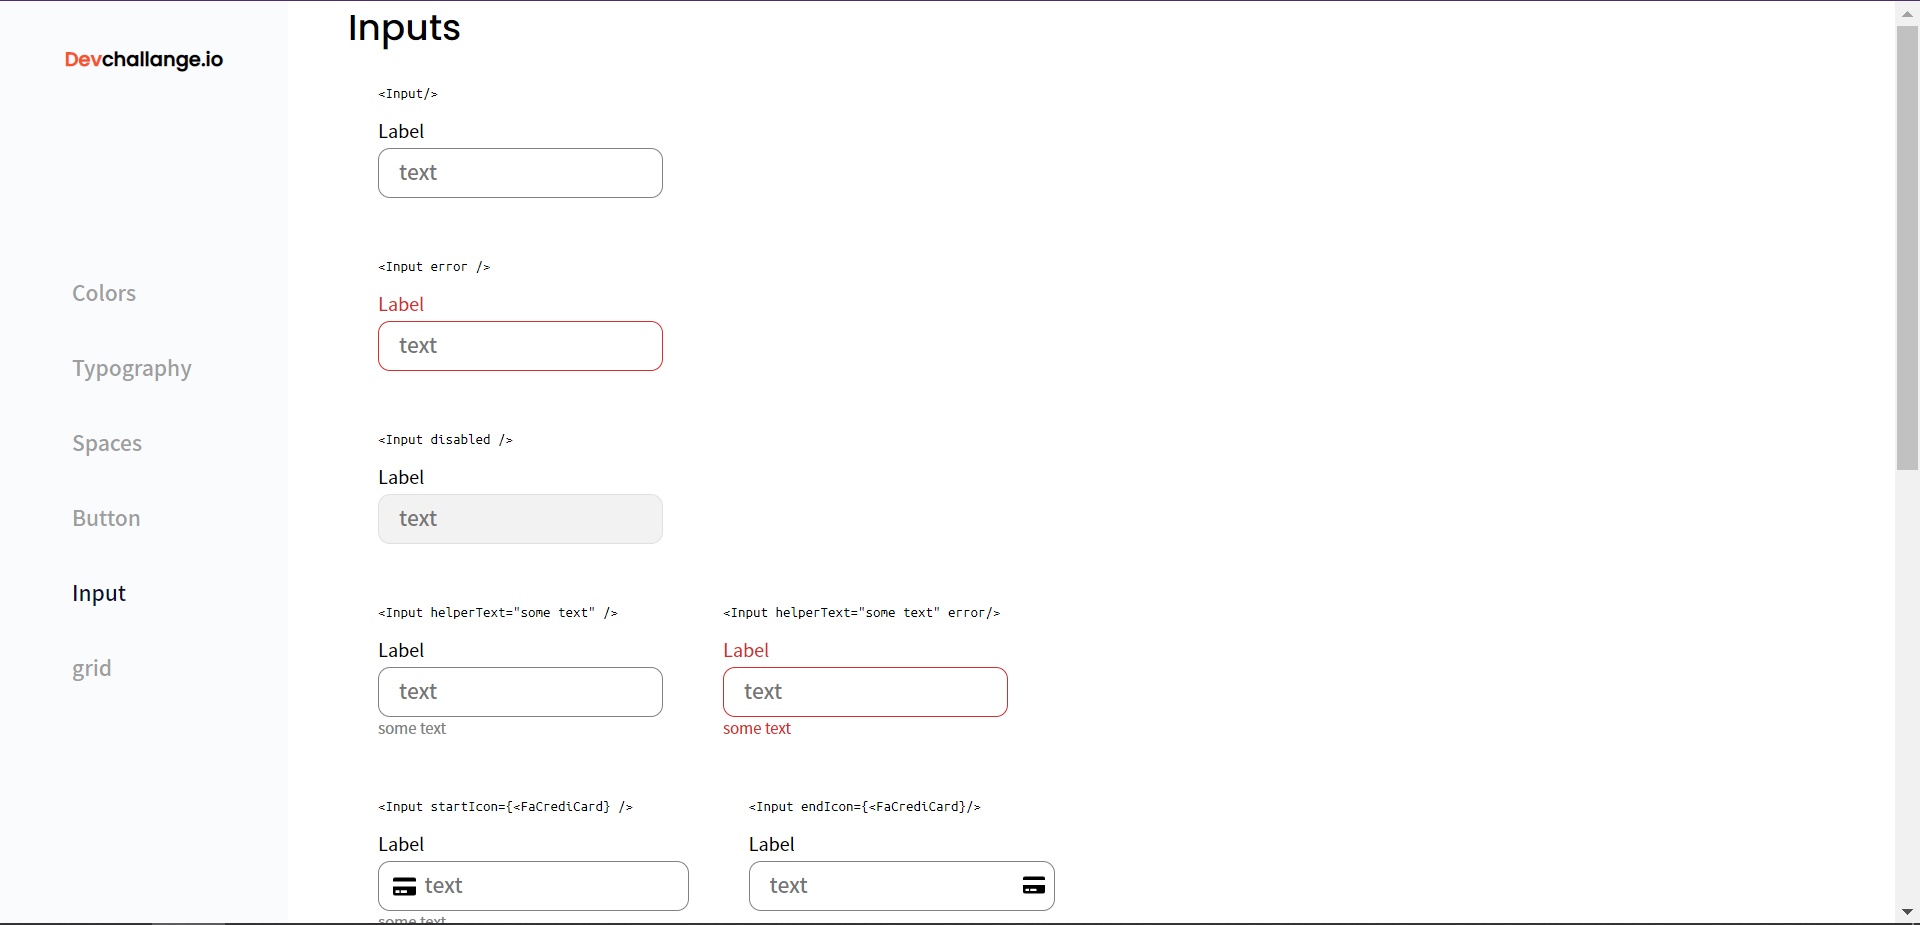 Devchallange.io
Colors
Typography
Spaces
Button
Input
grid
Inputs
<Input/>
Label
text
<Input error />
Label
text
<Input disabled />
Label
text
<Input helperText="some text" />
Label
text
some text
<Input helperText="some text" error/>
Label
text
some text
<Input startIcon={<FaCrediCard} />
Label
text
some text
<Input endIcon={<FaCrediCard}/>
Label
text